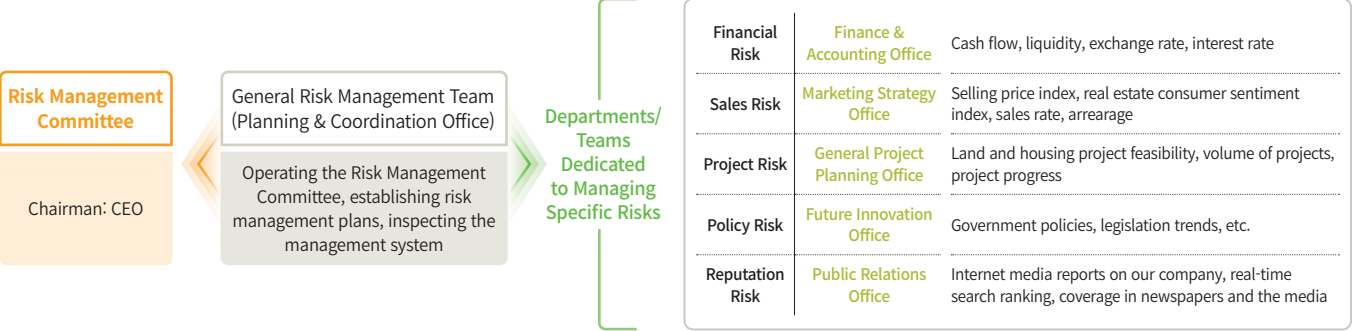 Risk Management
Committee
Chairman: CEO
General Risk Management Team
(Planning & Coordination Office)
Operating the Risk Management
Committee, establishing risk
management plans, inspecting the
management system
Departments/
Teams
Dedicated
to Managing
Specific Risks
Financial
Risk
Finance &
Accounting Office
Cash flow, liquidity, exchange rate, interest rate
Sales Risk
Marketing Strategy
Office
Selling price index, real estate consumer sentiment
index, sales rate, arrearage
Project Risk
General Project
Planning Office
Land and housing project feasibility, volume of projects,
project progress
Policy Risk
Future Innovation
Office
Government policies, legislation trends, etc.
Reputation
Risk
Public Relations
Office
Internet media reports on our company, real-time
search ranking, coverage in newspapers and the media